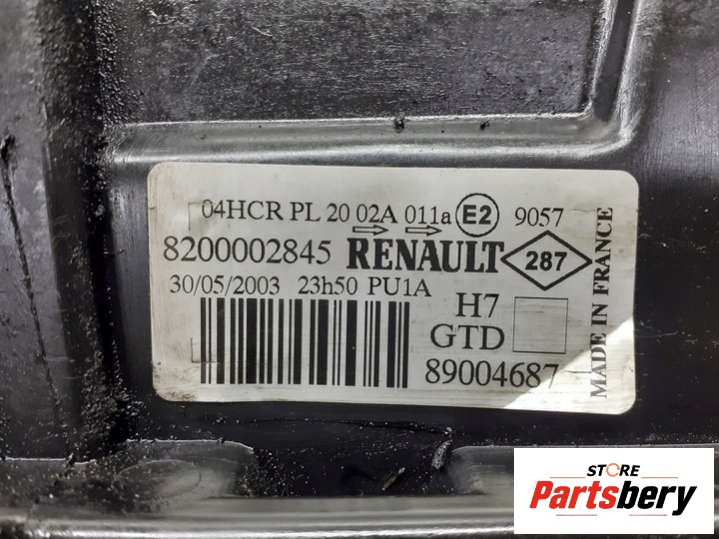 04HCR PL 20 02A 011a E2 9057
8200002845 RENAULT 287
30/05/2003 23h50 PU1A
H7
GTD
89004687
MADE IN FRANCE
STORE
Partsbery